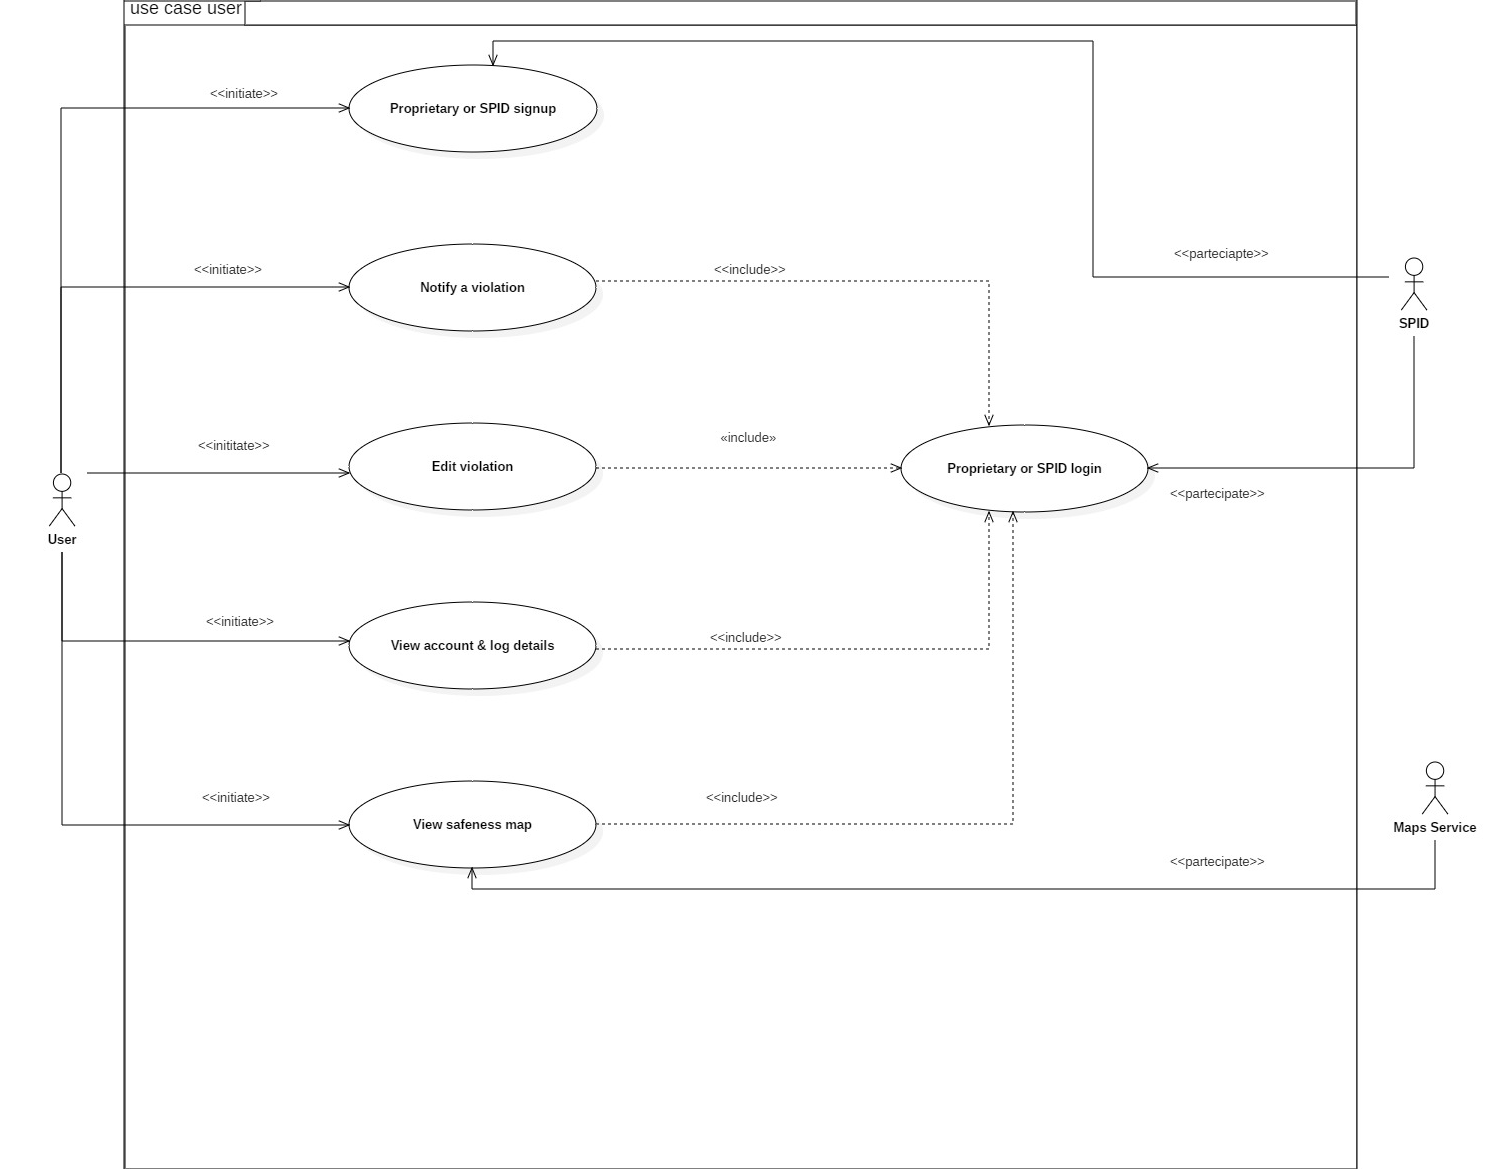 use case user
<<initiate>>
Proprietary or SPID signup
<<parteciapte>>
<<initiate>>
<<include>>
Notify a violation
SPID
<<inititate>>
«include»
Edit violation
Proprietary or SPID login
<<partecipate>>
User
<<initiate>>
<<include>>
View account & log details
<<initiate>>
<<include>>
View safeness map
Maps Service
<<partecipate>>